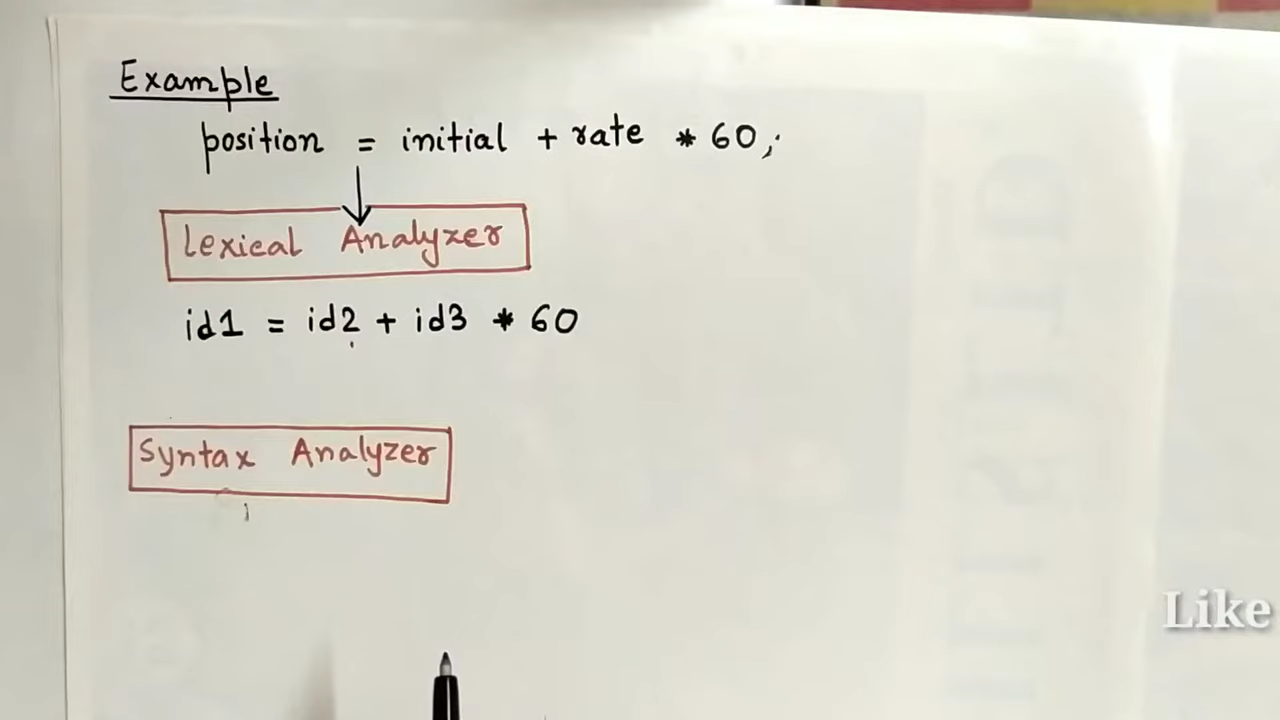 Example
position = initial + rate * 60;
Lexical Analyzer
id1 = id2 + id3 * 60
Syntax Analyzer
Like